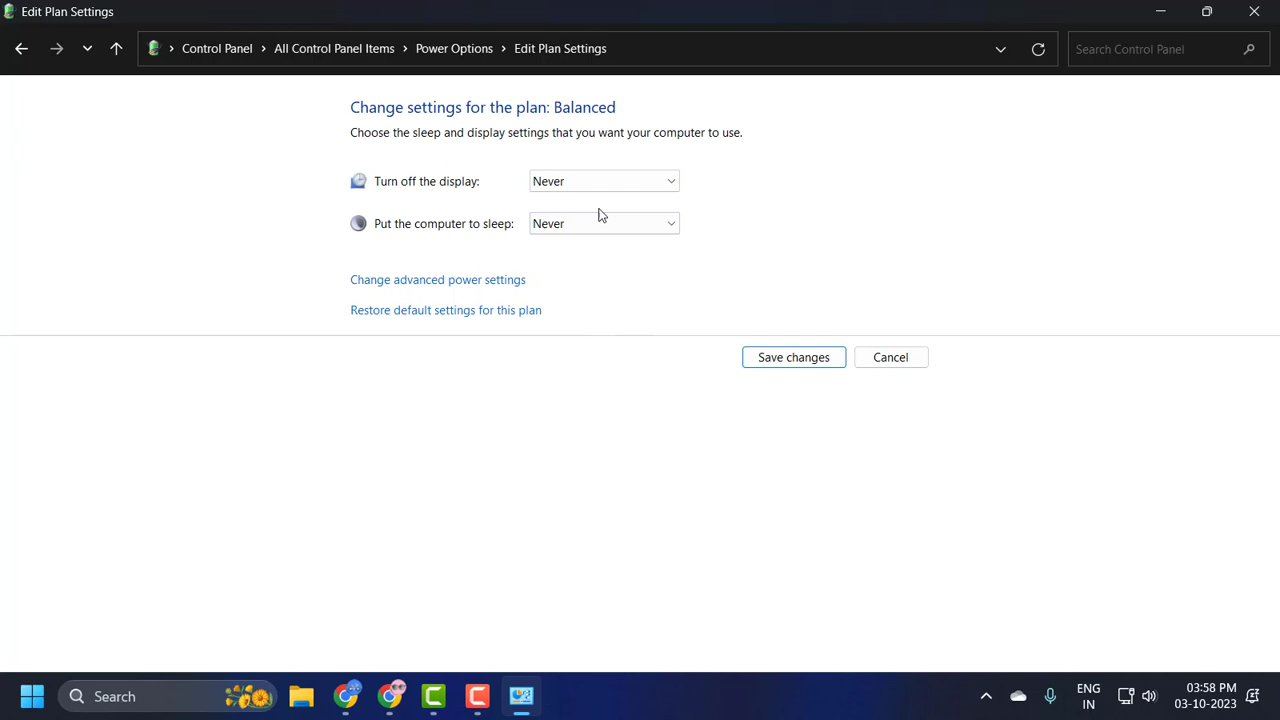 Edit Plan Settings
Control Panel > All Control Panel Items > Power Options > Edit Plan Settings
Search Control Panel
Change settings for the plan: Balanced
Choose the sleep and display settings that you want your computer to use.
Turn off the display: Never
Put the computer to sleep: Never
Change advanced power settings
Restore default settings for this plan
Save changes Cancel
Search
ENG
IN
03:58 PM
03-10-2023